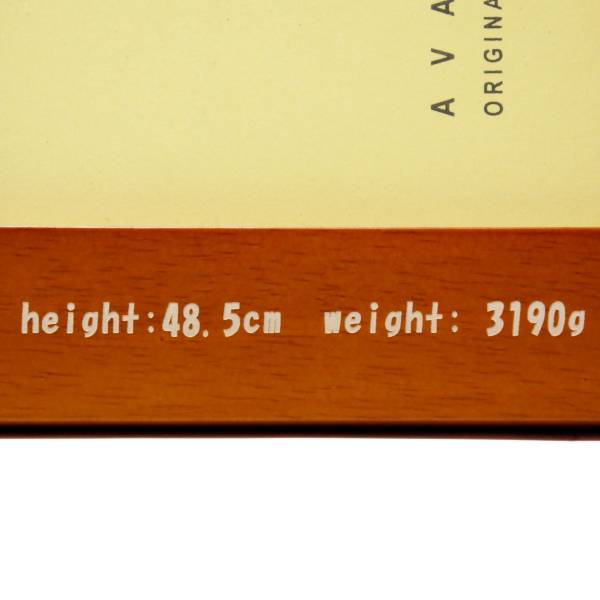 A V A
ORIGINA
height:48.5cm weight: 3190g